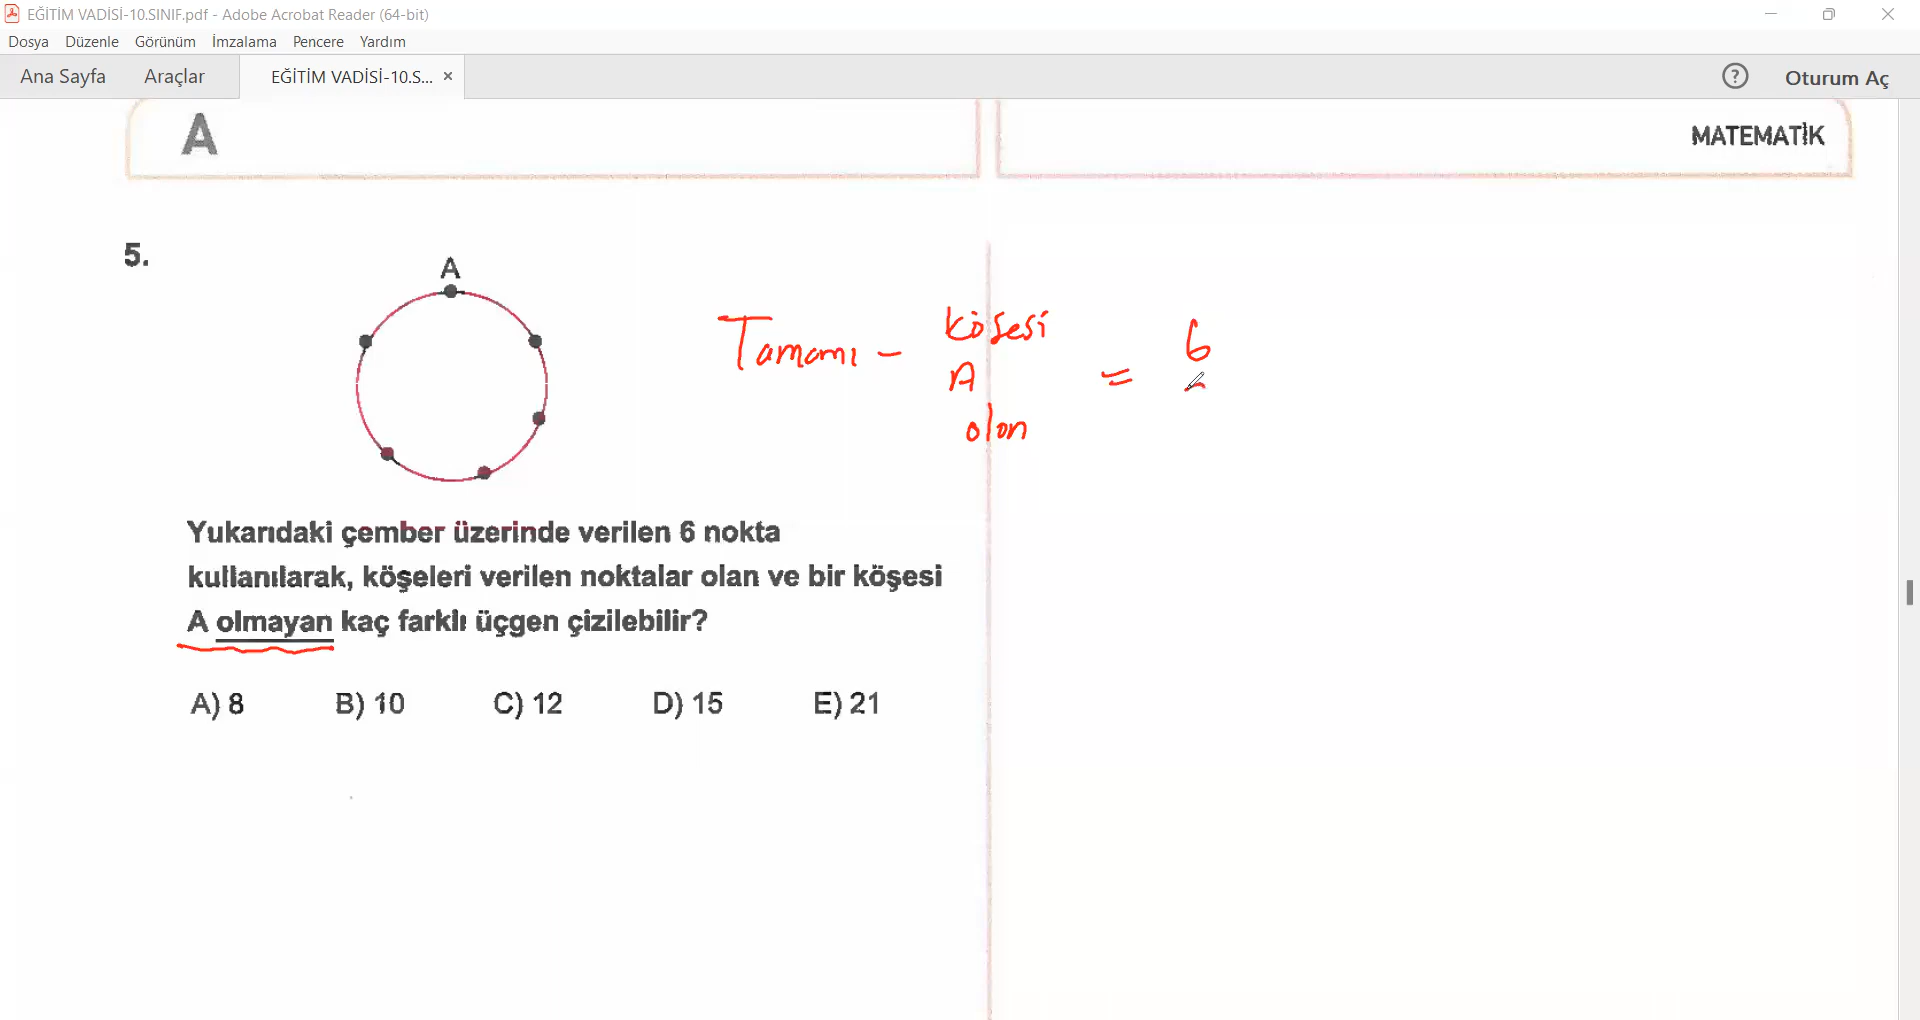 EĞİTİM VADİSİ-10.SINIF.pdf - Adobe Acrobat Reader (64-bit)
Dosya Düzenle Görünüm İmzalama Pencere Yardım
Ana Sayfa Araçlar EĞİTİM VADİSİ-10.S... × ? Oturum Aç
A
MATEMATİK
5.
A
Tamamı - köşesi
A
olan
= 6
Yukarıdaki çember üzerinde verilen 6 nokta
kullanılarak, köşeleri verilen noktalar olan ve bir köşesi
A olmayan kaç farklı üçgen çizilebilir?
A) 8 B) 10 C) 12 D) 15 E) 21